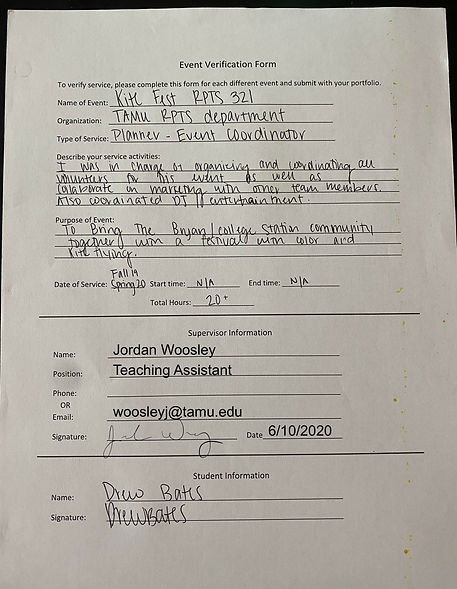 Event Verification Form
To verify service, please complete this form for each different event and submit with your portfolio.
Name of Event: Kite Fest RPTS 321
Organization: TAMU RPTS department
Type of Service: Planner - Event Coordinator
Describe your service activities:
I was in charge of organizing and coordinating all
volunteers for this event as well as
collaborate on marketing with other team members.
Also coordinated DJ // entertainment.
Purpose of Event:
To Bring The Bryan/college Station community
together with a festival with color and
kite flying.
Fall 19
Date of Service: Spring 20 Start time: N/A End time: N/A
Total Hours: 20+
Supervisor Information
Name: Jordan Woosley
Position: Teaching Assistant
Phone:
OR
Email: woosleyj@tamu.edu
Signature: Date 6/10/2020
Student Information
Name: Drew Bates
Signature: Drew Bates